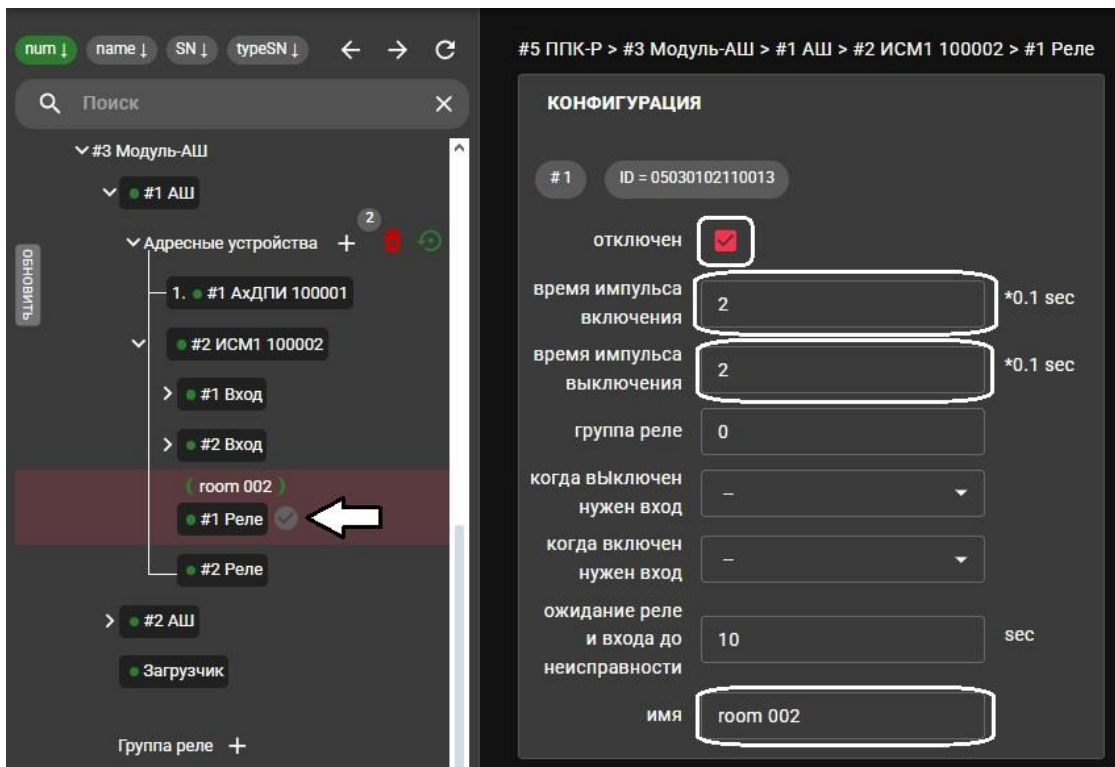 num ↓ name ↓ SN ↓ typeSN ↓
Поиск
ОБНОВИТЬ
#3 Модуль-АШ
#1 АШ
Адресные устройства + 2
1. #1 АхДПИ 100001
#2 ИСМ1 100002
#1 Вход
#2 Вход
( room 002 )
#1 Реле
#2 Реле
#2 АШ
Загрузчик
Группа реле +
#5 ППК-Р > #3 Модуль-АШ > #1 АШ > #2 ИСМ1 100002 > #1 Реле
КОНФИГУРАЦИЯ
# 1 ID = 05030102110013
отключен
время импульса
включения
2 *0.1 sec
время импульса
выключения
2 *0.1 sec
группа реле 0
когда вЫключен
нужен вход
--
когда включен
нужен вход
--
ожидание реле
и входа до
неисправности
10 sec
имя room 002